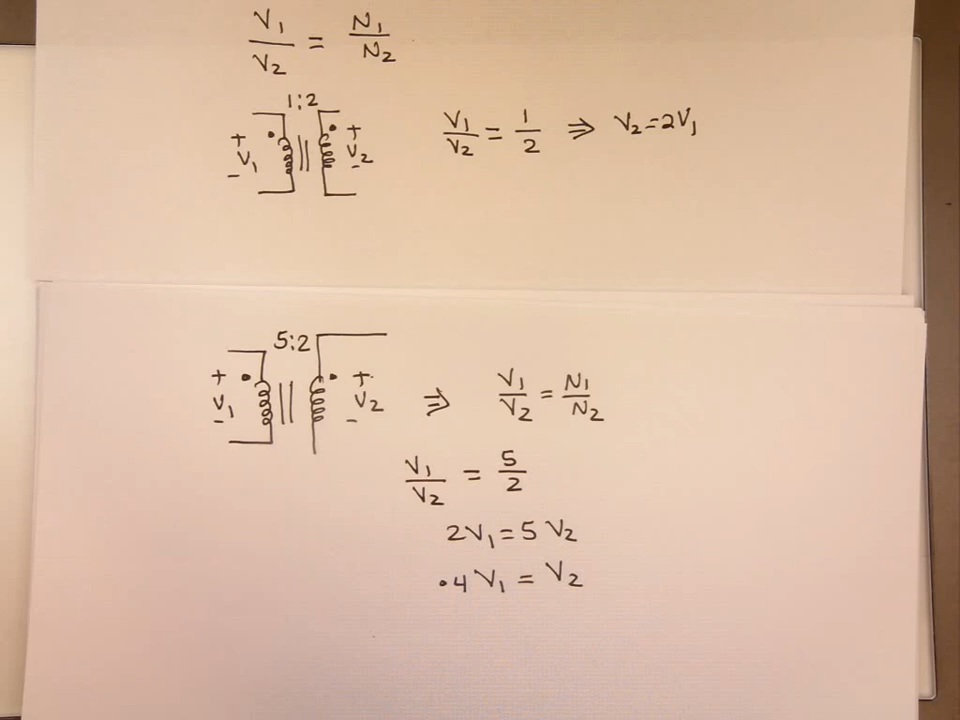 V₁/V₂ = N₁/N₂
1:2
+ V₁ - + V₂ - V₁/V₂ = 1/2 ⇒ V₂=2V₁
5:2
+ V₁ - + V₂ - ⇒ V₁/V₂ = N₁/N₂
V₁/V₂ = 5/2
2V₁=5V₂
.4V₁ = V₂